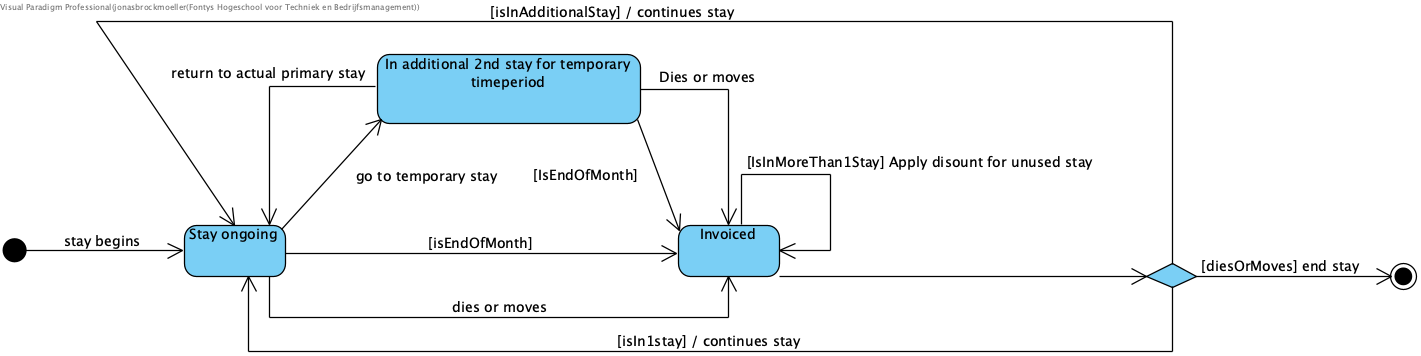 Visual Paradigm Professional(jonasbrockmoeller(Fontys Hogeschool voor Techniek en Bedrijfsmanagement))
[isInAdditionalStay] / continues stay
return to actual primary stay
In additional 2nd stay for temporary
timeperiod
Dies or moves
go to temporary stay
[IsEndOfMonth]
[IsInMoreThan1Stay] Apply disount for unused stay
stay begins
Stay ongoing
[isEndOfMonth]
Invoiced
[diesOrMoves] end stay
dies or moves
[isIn1stay] / continues stay